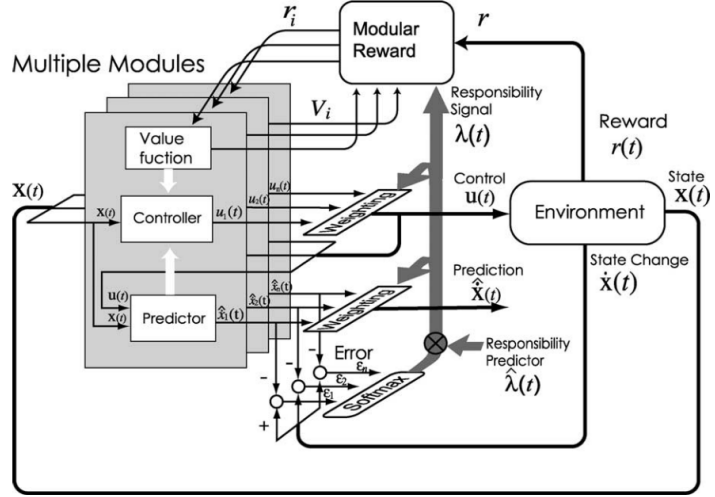 r_i
r
Modular
Reward
Multiple Modules
Responsibility
Signal
λ(t)
V_i
Reward
r(t)
Value
fuction
x(t)
State
x(t)
u_n(t)
u_2(t)
x(t)
Controller
u_1(t)
Weighting
Control
u(t)
Environment
State Change
ẋ(t)
Prediction
x̂̇(t)
u(t)
x(t)
Predictor
x̂̇_n(t)
x̂̇_2(t)
x̂̇_1(t)
Weighting
Responsibility
Predictor
λ̂(t)
Error
− − −
ε_n
ε_2
ε_1
Softmax
+